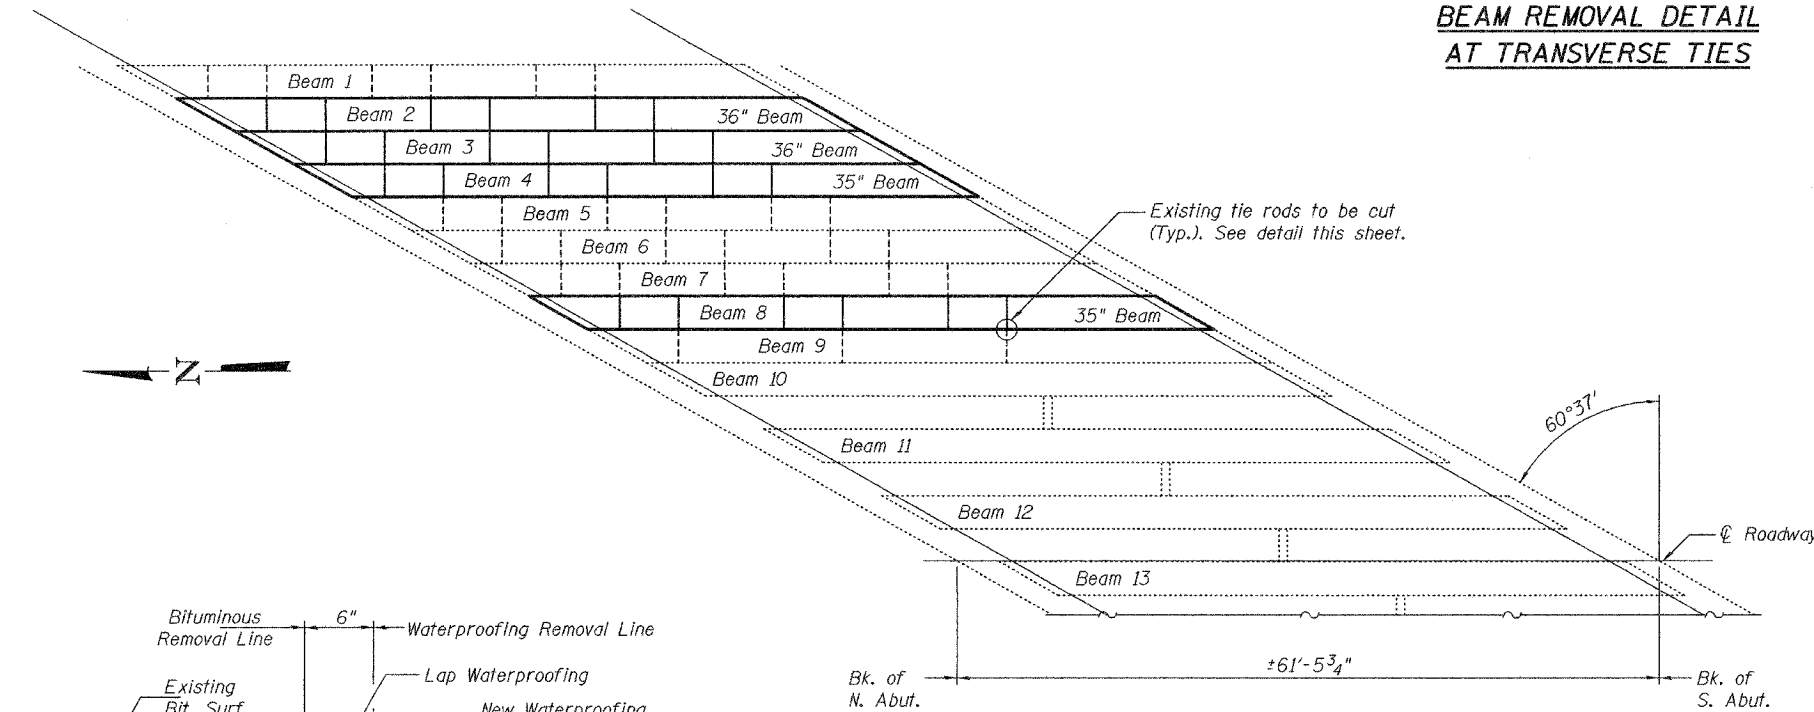 BEAM REMOVAL DETAIL
AT TRANSVERSE TIES
Beam 1
Beam 2
36" Beam
Beam 3
36" Beam
Beam 4
35" Beam
Beam 5
Existing tie rods to be cut
(Typ.). See detail this sheet.
Beam 6
Beam 7
Beam 8
35" Beam
Beam 9
N
Beam 10
60°37'
Beam 11
Beam 12
℄ Roadway
Beam 13
Bituminous
Removal Line
6"
Waterproofing Removal Line
±61'-5¾"
Lap Waterproofing
Bk. of
N. Abut.
Bk. of
S. Abut.
Existing
Bit. Surf.
New Waterproofing